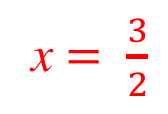 x = 3/2